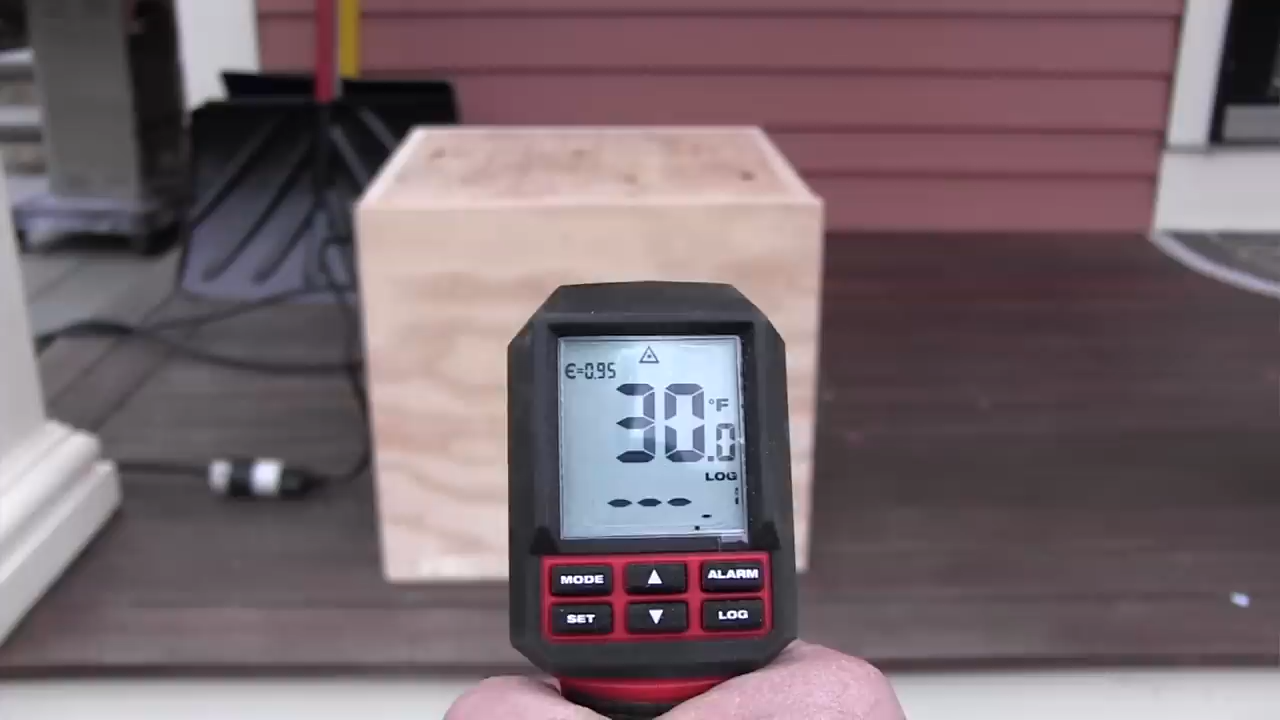 €=0.95
30.0 °F
LOG
---
MODE ▲ ALARM
SET ▼ LOG